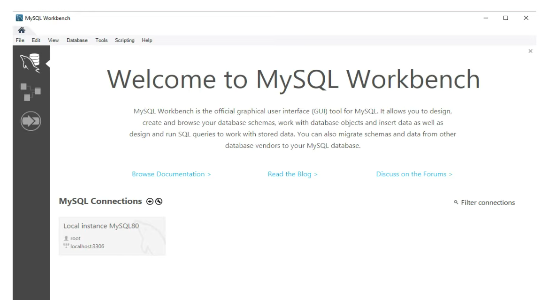 MySQL Workbench
File Edit View Database Tools Scripting Help
Welcome to MySQL Workbench
MySQL Workbench is the official graphical user interface (GUI) tool for MySQL. It allows you to design,
create and browse your database schemas, work with database objects and insert data as well as
design and run SQL queries to work with stored data. You can also migrate schemas and data from other
database vendors to your MySQL database.
Browse Documentation > Read the Blog > Discuss on the Forums >
MySQL Connections Filter connections
Local instance MySQL80
root
localhost:3306